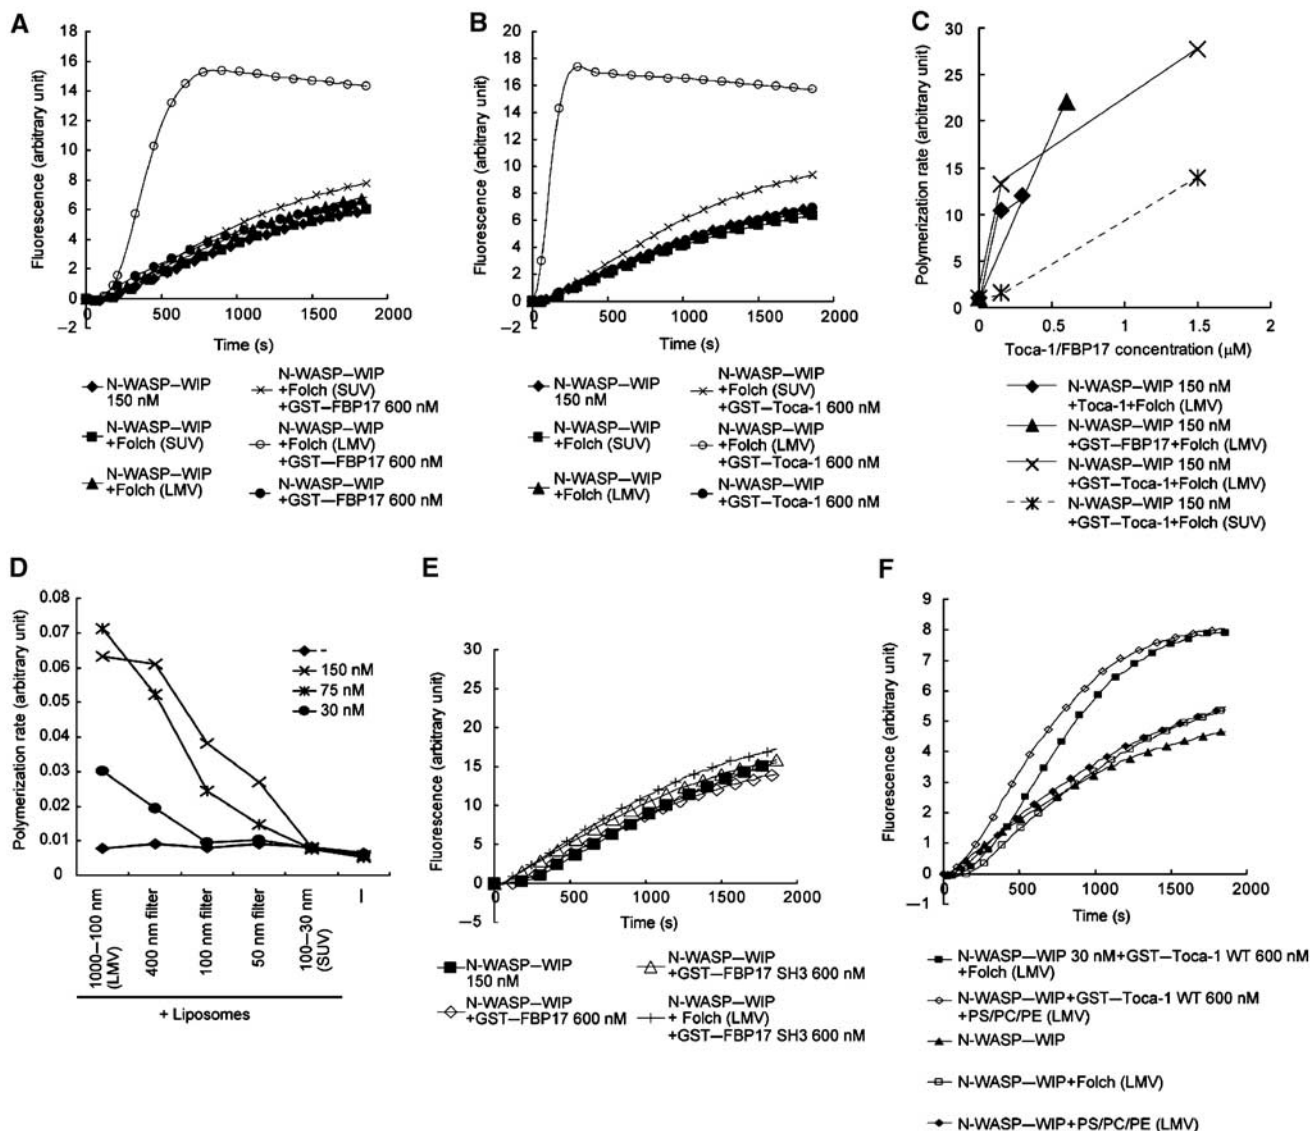 A
Fluorescence (arbitrary unit)
18
16
14
12
10
8
6
4
2
0
−2
0
500
1000
1500
2000
Time (s)
N-WASP–WIP
150 nM
N-WASP–WIP
+Folch (SUV)
N-WASP–WIP
+Folch (LMV)
N-WASP–WIP
+Folch (SUV)
+GST–FBP17 600 nM
N-WASP–WIP
+Folch (LMV)
+GST–FBP17 600 nM
N-WASP–WIP
+GST–FBP17 600 nM
B
Fluorescence (arbitrary unit)
20
18
16
14
12
10
8
6
4
2
0
−2
0
500
1000
1500
2000
Time (s)
N-WASP–WIP
150 nM
N-WASP–WIP
+Folch (SUV)
N-WASP–WIP
+Folch (LMV)
N-WASP–WIP
+Folch (SUV)
+GST–Toca-1 600 nM
N-WASP–WIP
+Folch (LMV)
+GST–Toca-1 600 nM
N-WASP–WIP
+GST–Toca-1 600 nM
C
Polymerization rate (arbitrary unit)
30
25
20
15
10
5
0
0
0.5
1
1.5
2
Toca-1/FBP17 concentration (μM)
N-WASP–WIP 150 nM
+Toca-1+Folch (LMV)
N-WASP–WIP 150 nM
+GST–FBP17+Folch (LMV)
N-WASP–WIP 150 nM
+GST–Toca-1+Folch (LMV)
N-WASP–WIP 150 nM
+GST–Toca-1+Folch (SUV)
D
Polymerization rate (arbitrary unit)
0.08
0.07
0.06
0.05
0.04
0.03
0.02
0.01
0
-
150 nM
75 nM
30 nM
1000–100 nm
(LMV)
400 nm filter
100 nm filter
50 nm filter
100–30 nm
(SUV)
–
+ Liposomes
E
Fluorescence (arbitrary unit)
30
25
20
15
10
5
0
−5
0
500
1000
1500
2000
Time (s)
N-WASP–WIP
150 nM
N-WASP–WIP
+GST–FBP17 600 nM
N-WASP–WIP
+GST–FBP17 SH3 600 nM
N-WASP–WIP
+ Folch (LMV)
+GST–FBP17 SH3 600 nM
F
Fluorescence (arbitrary unit)
9
8
7
6
5
4
3
2
1
0
−1
0
500
1000
1500
2000
Time (s)
N-WASP–WIP 30 nM+GST–Toca-1 WT 600 nM
+Folch (LMV)
N-WASP–WIP+GST–Toca-1 WT 600 nM
+PS/PC/PE (LMV)
N-WASP–WIP
N-WASP–WIP+Folch (LMV)
N-WASP–WIP+PS/PC/PE (LMV)